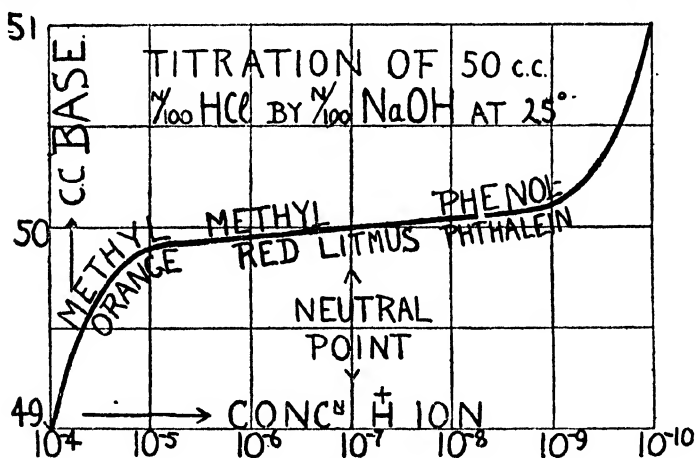 51
TITRATION OF 50 c.c.
N/100 HCl BY N/100 NaOH AT 25°
C.C. BASE
50
METHYL ORANGE
METHYL RED
LITMUS
PHENOL PHTHALEIN
NEUTRAL
POINT
49
CONCN H+ ION
10-4 10-5 10-6 10-7 10-8 10-9 10-10